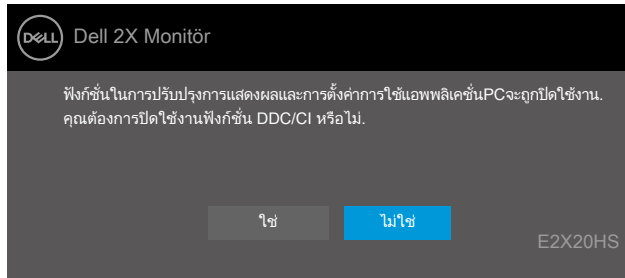 DELL Dell 2X Monitör
ฟังก์ชั่นในการปรับปรุงการแสดงผลและการตั้งค่าการใช้แอพพลิเคชั่นPCจะถูกปิดใช้งาน.
คุณต้องการปิดใช้งานฟังก์ชั่น DDC/CI หรือไม่.
ใช่ ไม่ใช่
E2X20HS